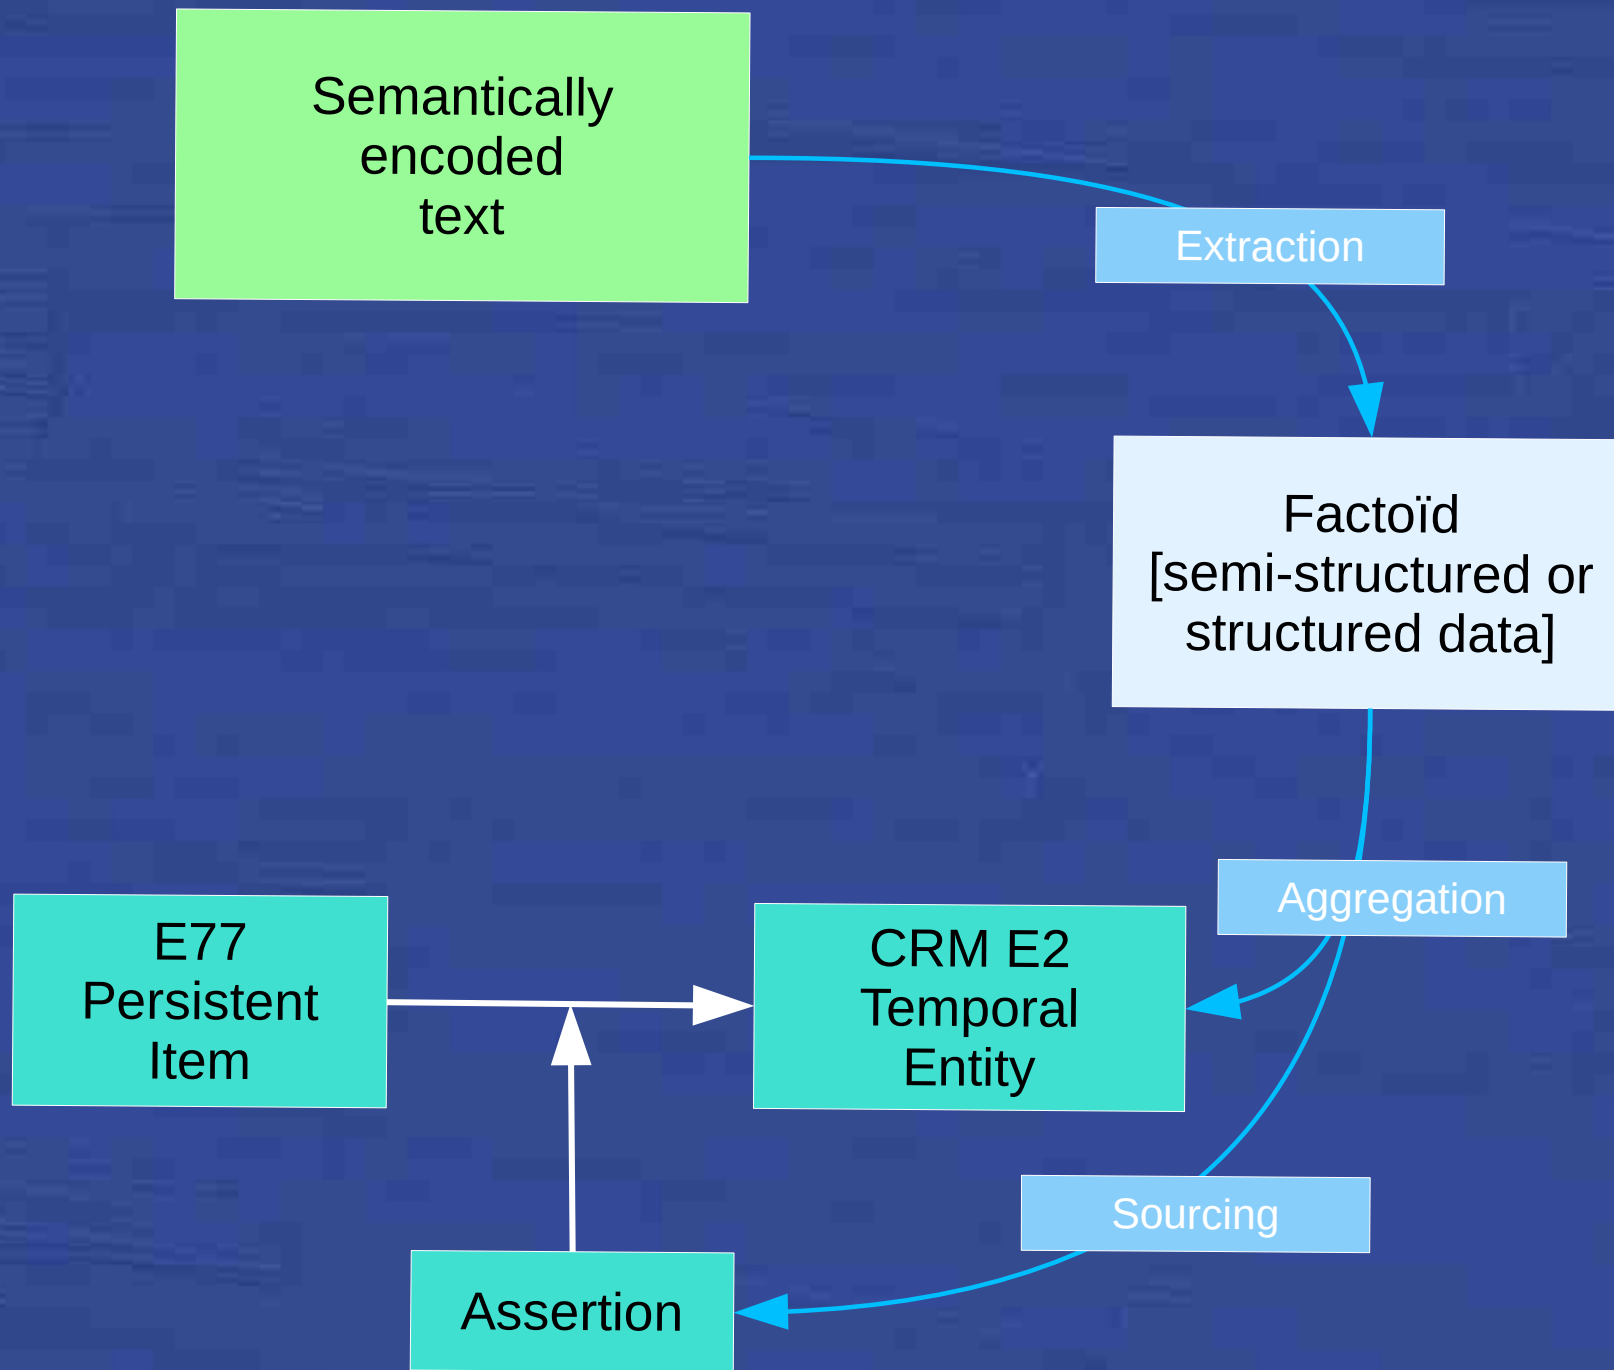 Semantically
encoded
text
Extraction
Factoïd
[semi-structured or
structured data]
Aggregation
E77
Persistent
Item
CRM E2
Temporal
Entity
Sourcing
Assertion